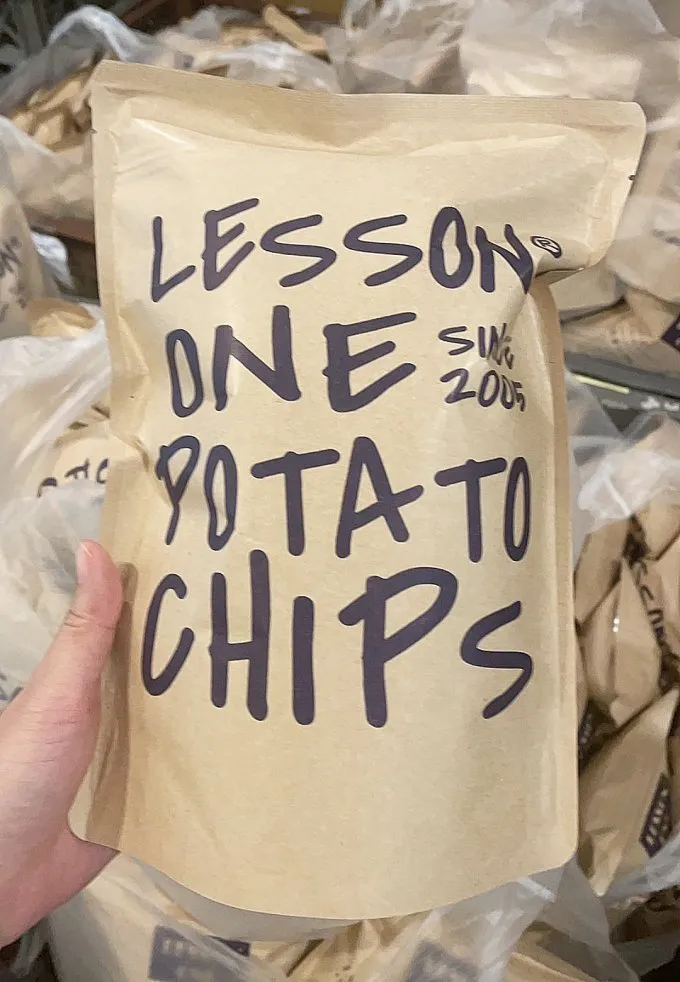 LESSON®
ONE SINCE
2005
POTATO
CHIPS